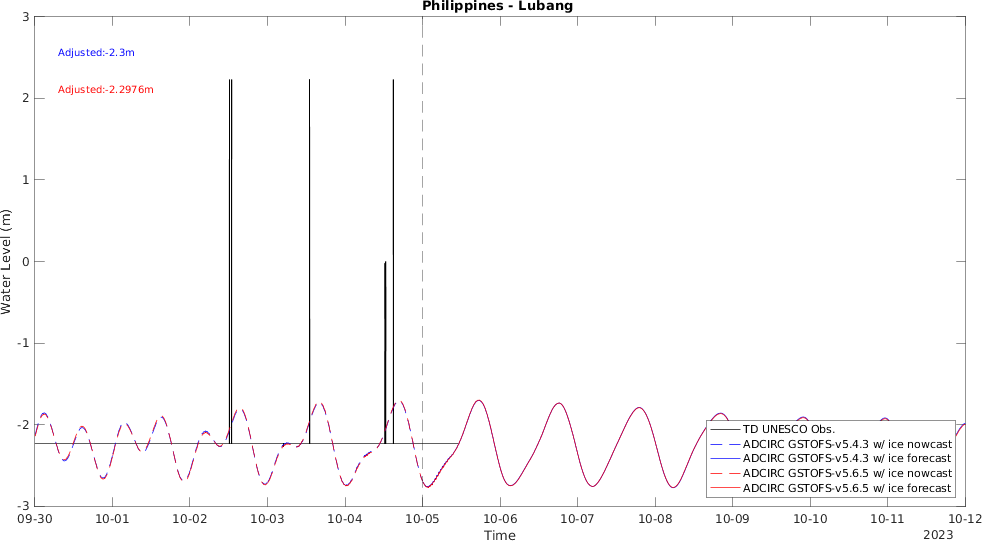 Philippines - Lubang
3
Adjusted:-2.3m
Adjusted:-2.2976m
2
1
0
-1
-2
-3
Water Level (m)
TD UNESCO Obs.
ADCIRC GSTOFS-v5.4.3 w/ ice nowcast
ADCIRC GSTOFS-v5.4.3 w/ ice forecast
ADCIRC GSTOFS-v5.6.5 w/ ice nowcast
ADCIRC GSTOFS-v5.6.5 w/ ice forecast
09-30 10-01 10-02 10-03 10-04 10-05 10-06 10-07 10-08 10-09 10-10 10-11 10-12
Time
2023